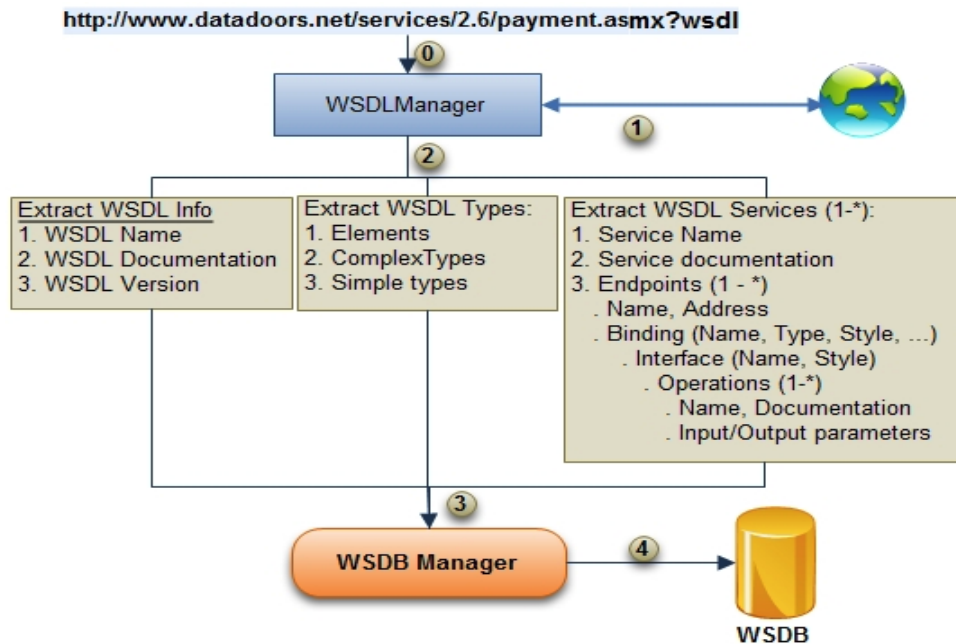 http://www.datadoors.net/services/2.6/payment.asmx?wsdl
0
WSDLManager
1
2
Extract WSDL Info
1. WSDL Name
2. WSDL Documentation
3. WSDL Version
Extract WSDL Types:
1. Elements
2. ComplexTypes
3. Simple types
Extract WSDL Services (1-*):
1. Service Name
2. Service documentation
3. Endpoints (1 - *)
. Name, Address
. Binding (Name, Type, Style, ...)
. Interface (Name, Style)
. Operations (1-*)
. Name, Documentation
. Input/Output parameters
3
WSDB Manager
4
WSDB